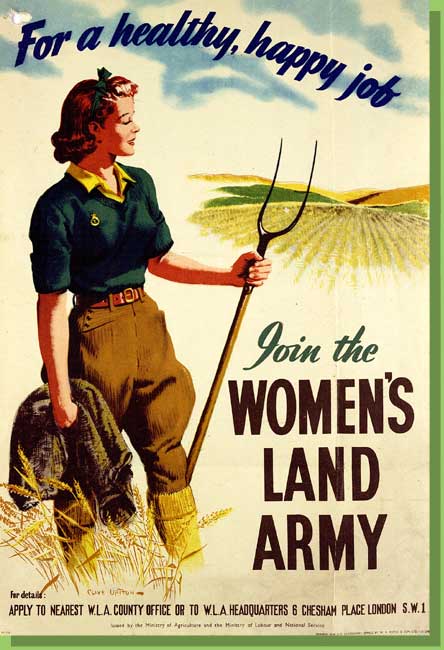 For a healthy, happy job
Join the
WOMEN'S
LAND
ARMY
CLIVE UPTON
For details:
APPLY TO NEAREST W.L.A. COUNTY OFFICE OR TO W.L.A. HEADQUARTERS 6 CHESHAM PLACE LONDON S.W.1
Issued by the Ministry of Agriculture and the Ministry of Labour and National Service